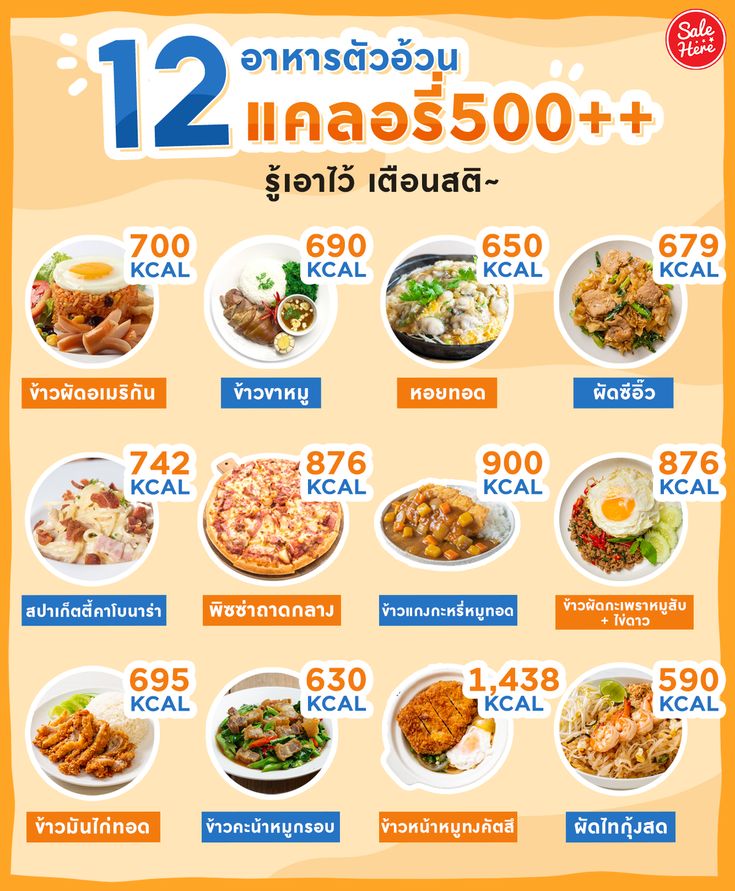 Sale
Here
12 อาหารตัวอ้วน
แคลอรี่500++
รู้เอาไว้ เตือนสติ~
700
KCAL
ข้าวผัดอเมริกัน
690
KCAL
ข้าวขาหมู
650
KCAL
หอยทอด
679
KCAL
ผัดซีอิ๊ว
742
KCAL
สปาเก็ตตี้คาโบนาร่า
876
KCAL
พิซซ่าถาดกลาง
900
KCAL
ข้าวแกงกะหรี่หมูทอด
876
KCAL
ข้าวผัดกะเพราหมูสับ
+ ไข่ดาว
695
KCAL
ข้าวมันไก่ทอด
630
KCAL
ข้าวคะน้าหมูกรอบ
1,438
KCAL
ข้าวหน้าหมูทงคัตสึ
590
KCAL
ผัดไทกุ้งสด